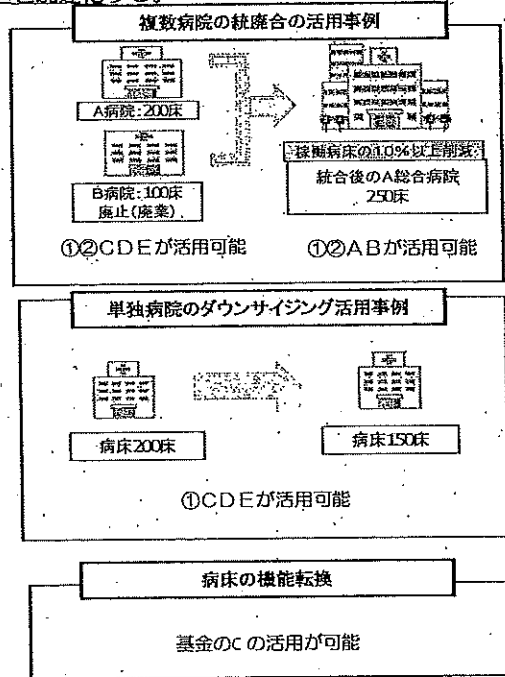 複数病院の統廃合の活用事例
A病院:200床
B病院:100床
廃止(廃業)
稼働病床の10%以上削減
統合後のA総合病院
250床
①②CDEが活用可能
①②ABが活用可能
単独病院のダウンサイジング活用事例
病床200床
病床150床
①CDEが活用可能
病床の機能転換
基金のCの活用が可能